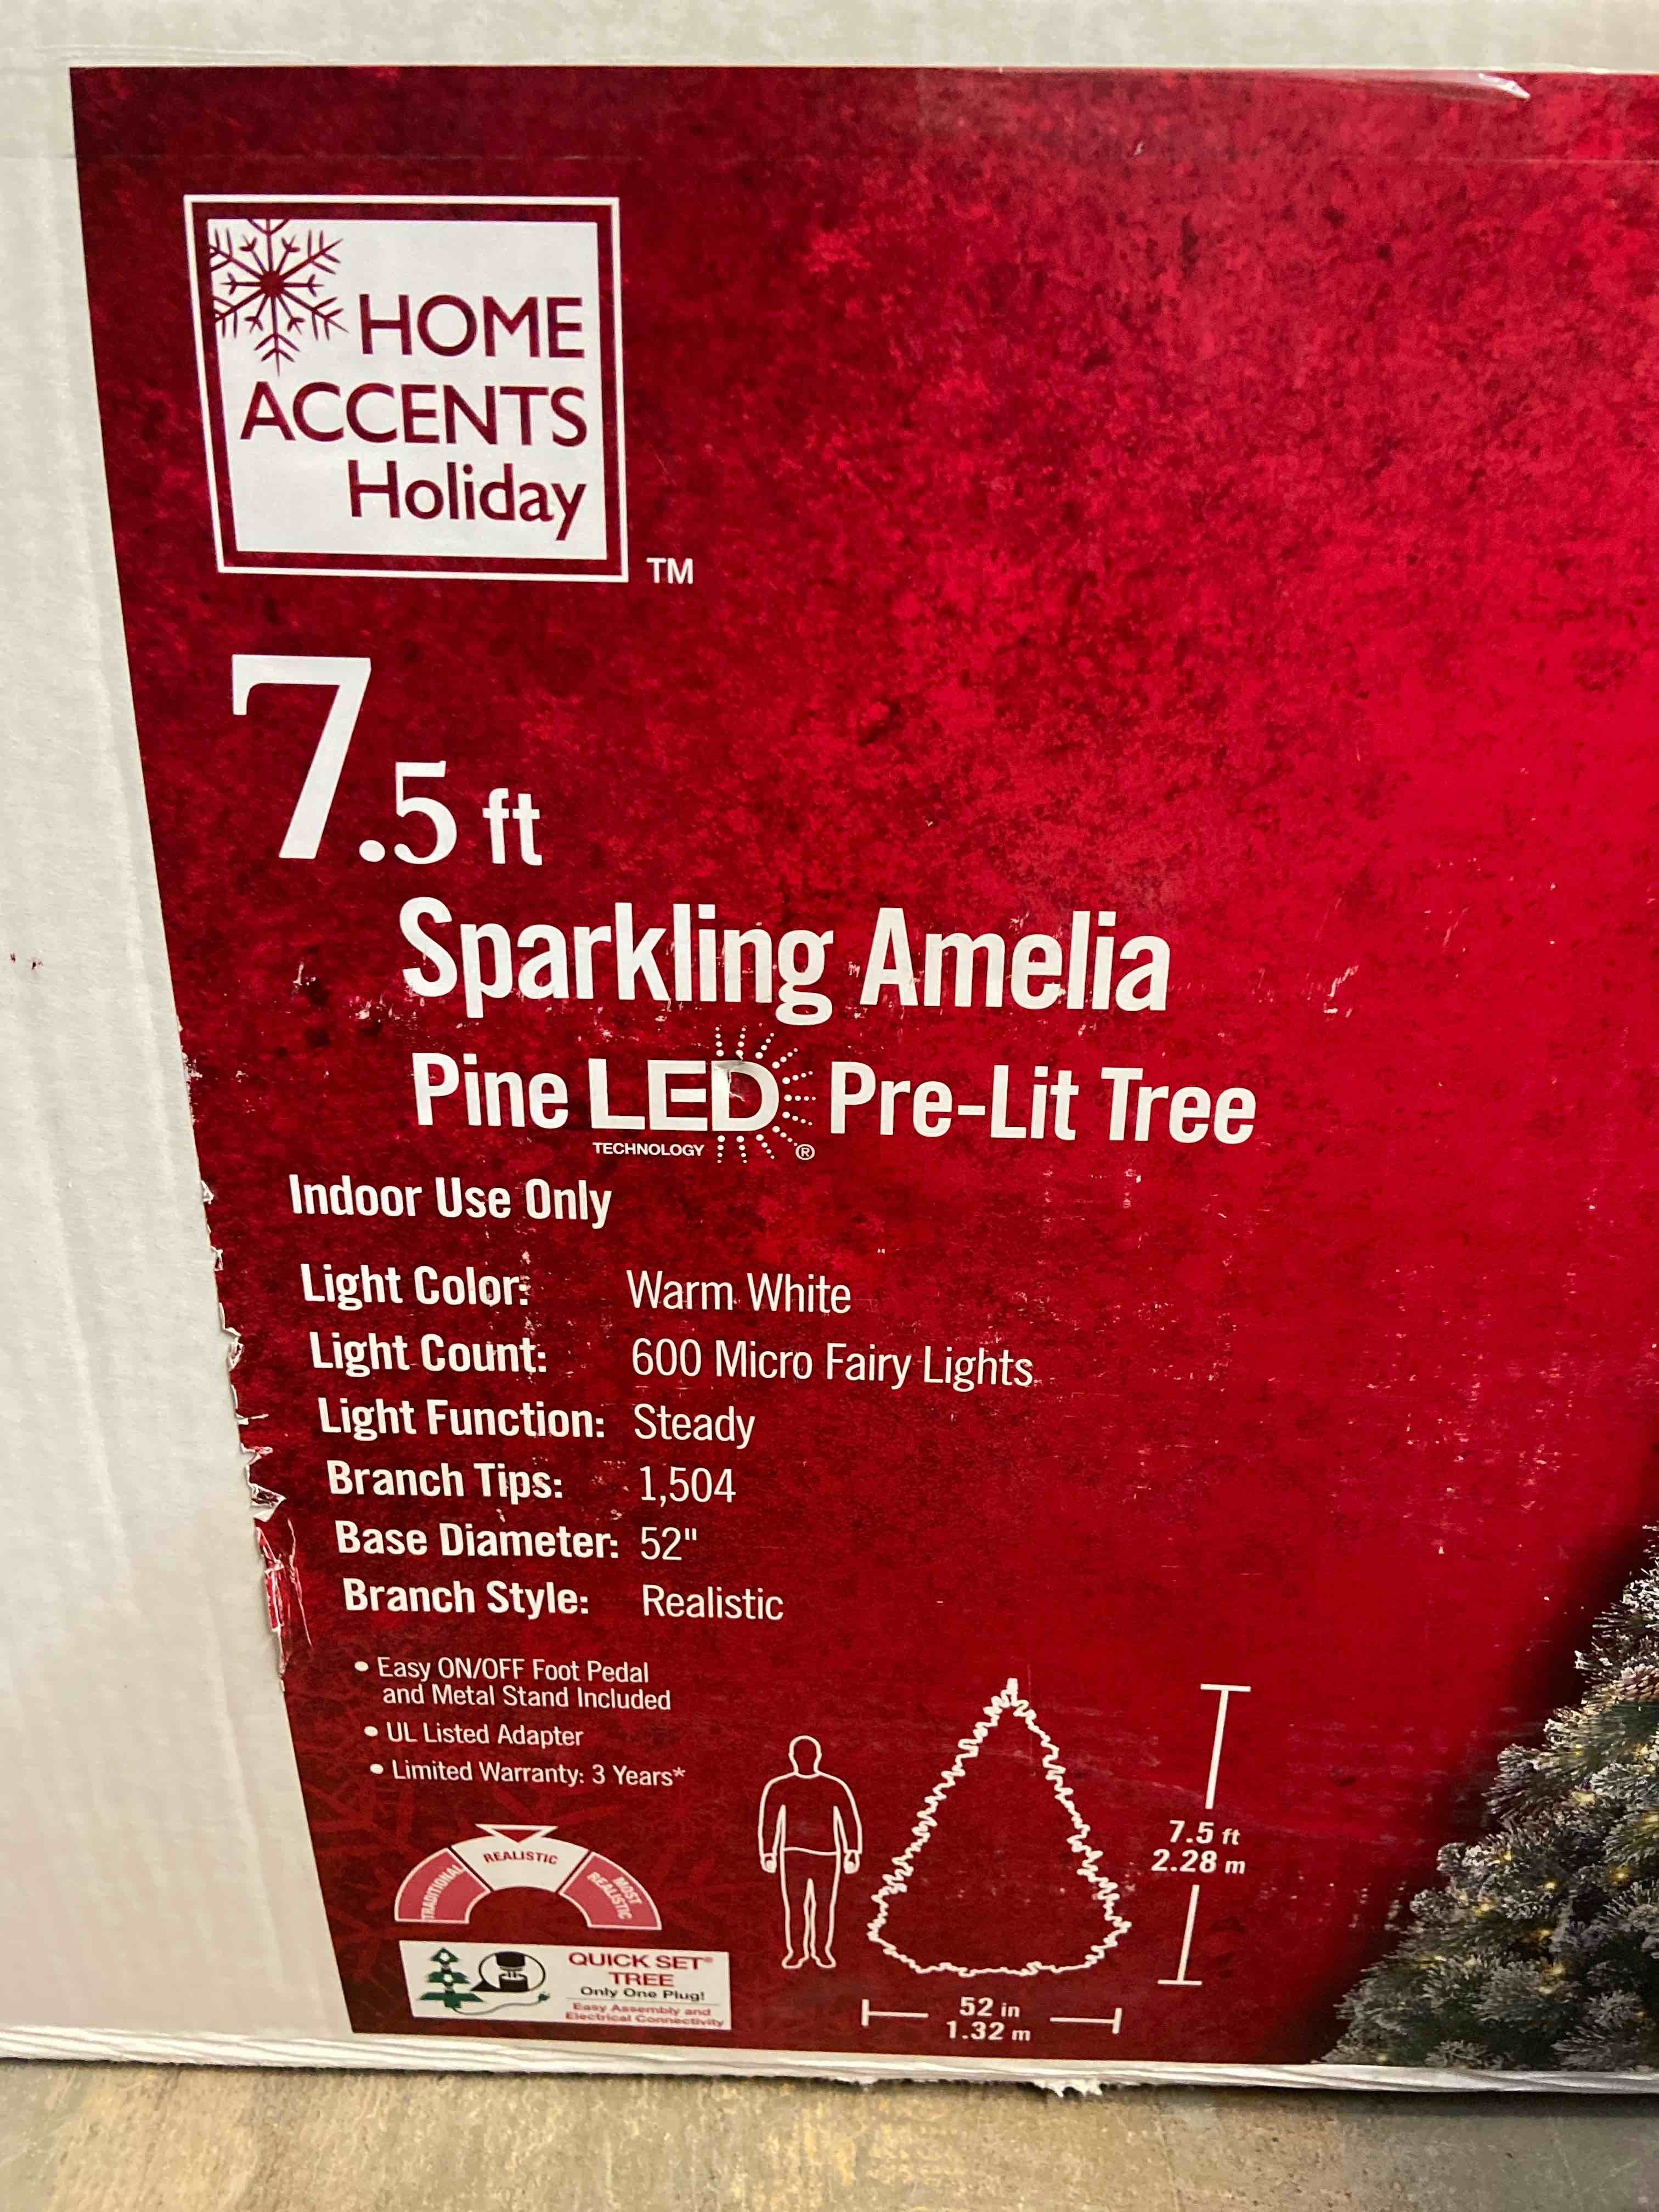 HOME
ACCENTS
Holiday
TM
7.5 ft
Sparkling Amelia
Pine LED Pre-Lit Tree
TECHNOLOGY ®
Indoor Use Only
Light Color: Warm White
Light Count: 600 Micro Fairy Lights
Light Function: Steady
Branch Tips: 1,504
Base Diameter: 52"
Branch Style: Realistic
• Easy ON/OFF Foot Pedal
and Metal Stand Included
• UL Listed Adapter
• Limited Warranty: 3 Years*
TRADITIONAL
REALISTIC
MOST
REALISTIC
QUICK SET®
TREE
Only One Plug!
Easy Assembly and
Electrical Connectivity
7.5 ft
2.28 m
52 in
1.32 m